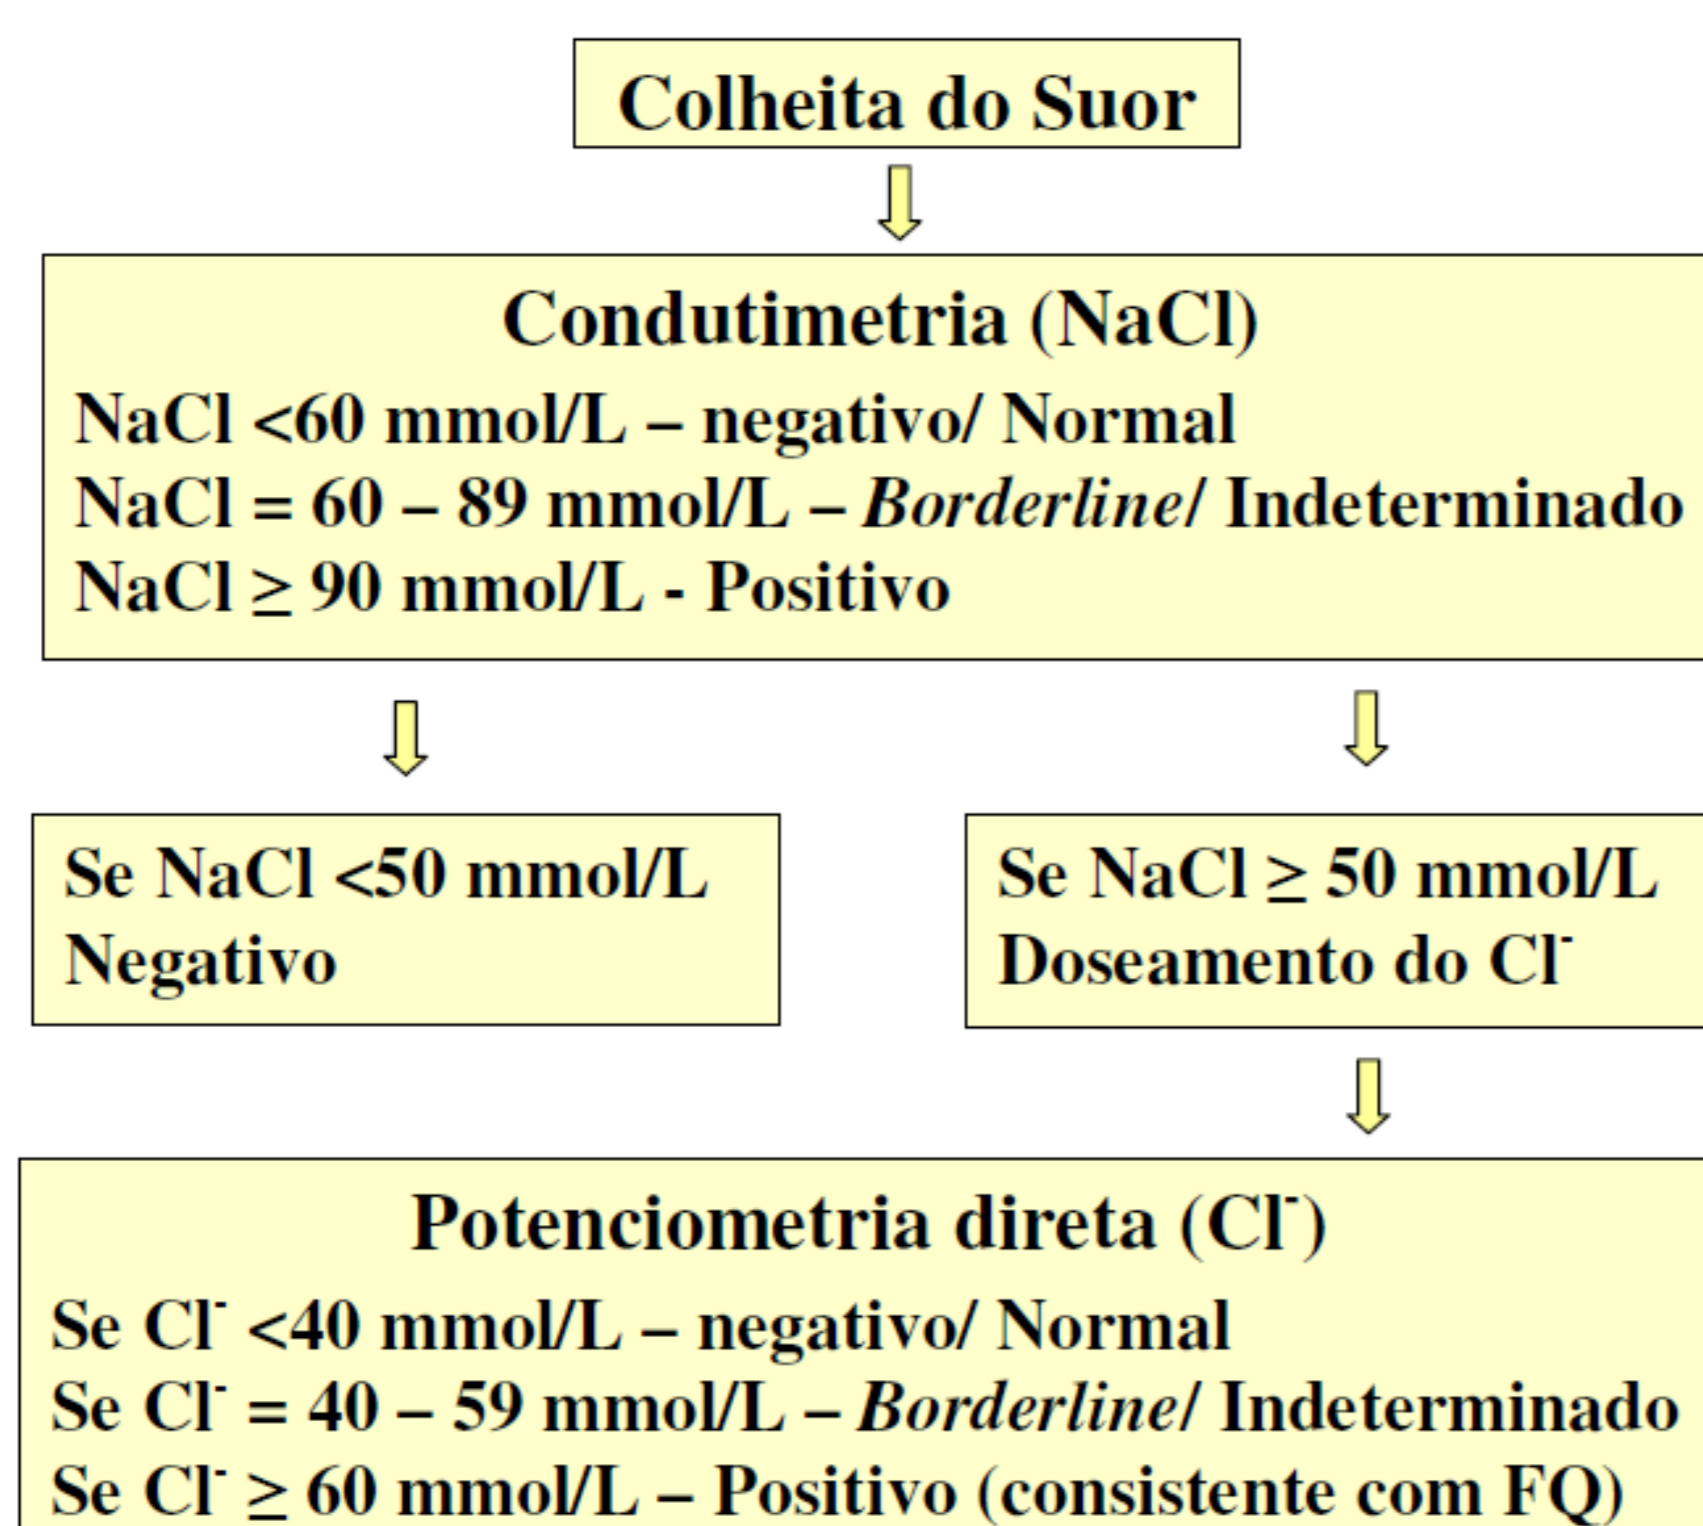 Colheita do Suor
Condutimetria (NaCl)
NaCl <60 mmol/L – negativo/ Normal
NaCl = 60 – 89 mmol/L – Borderline/ Indeterminado
NaCl ≥ 90 mmol/L - Positivo
Se NaCl <50 mmol/L
Negativo
Se NaCl ≥ 50 mmol/L
Doseamento do Cl⁻
Potenciometria direta (Cl⁻)
Se Cl⁻ <40 mmol/L – negativo/ Normal
Se Cl⁻ = 40 – 59 mmol/L – Borderline/ Indeterminado
Se Cl⁻ ≥ 60 mmol/L – Positivo (consistente com FQ)